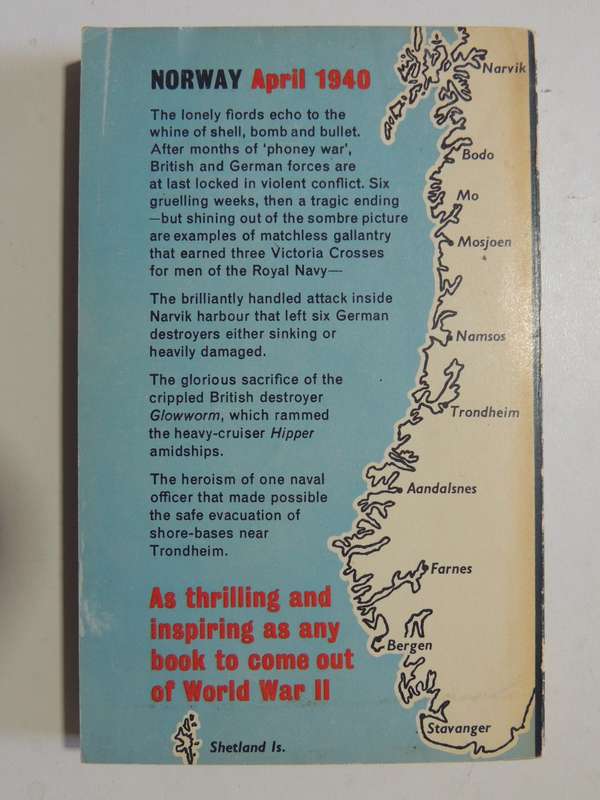 NORWAY April 1940
The lonely fiords echo to the
whine of shell, bomb and bullet.
After months of 'phoney war',
British and German forces are
at last locked in violent conflict. Six
gruelling weeks, then a tragic ending
—but shining out of the sombre picture
are examples of matchless gallantry
that earned three Victoria Crosses
for men of the Royal Navy—
The brilliantly handled attack inside
Narvik harbour that left six German
destroyers either sinking or
heavily damaged.
The glorious sacrifice of the
crippled British destroyer
Glowworm, which rammed
the heavy-cruiser Hipper
amidships.
The heroism of one naval
officer that made possible
the safe evacuation of
shore-bases near
Trondheim.
As thrilling and
inspiring as any
book to come out
of World War II
Narvik
Bodo
Mo
Mosjoen
Namsos
Trondheim
Aandalsnes
Farnes
Bergen
Stavanger
Shetland Is.